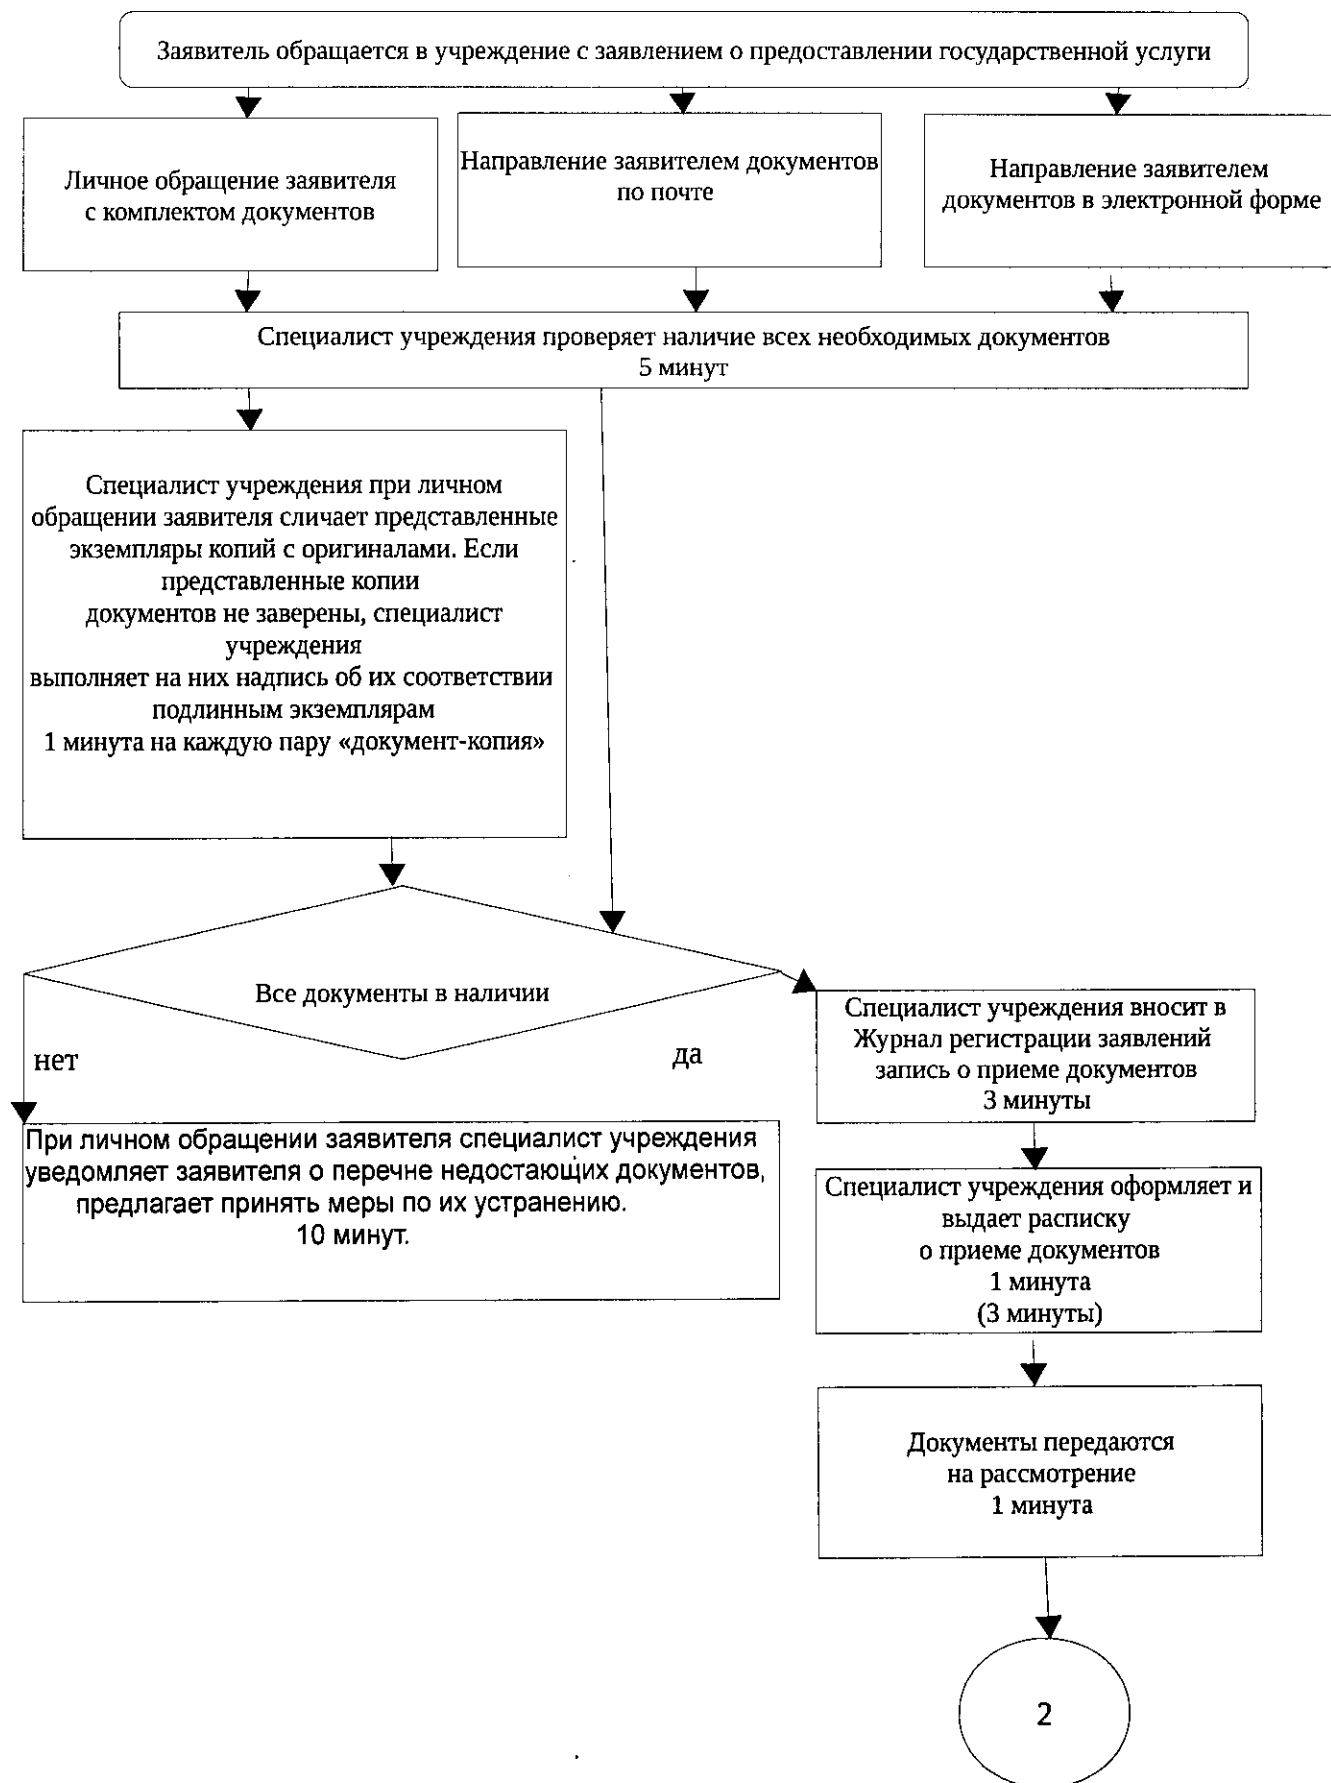 Заявитель обращается в учреждение с заявлением о предоставлении государственной услуги
Личное обращение заявителя
с комплектом документов
Направление заявителем документов
по почте
Направление заявителем
документов в электронной форме
Специалист учреждения проверяет наличие всех необходимых документов
5 минут
Специалист учреждения при личном
обращении заявителя сличает представленные
экземпляры копий с оригиналами. Если
представленные копии
документов не заверены, специалист
учреждения
выполняет на них надпись об их соответствии
подлинным экземплярам
1 минута на каждую пару «документ-копия»
Все документы в наличии
нет
да
При личном обращении заявителя специалист учреждения
уведомляет заявителя о перечне недостающих документов,
предлагает принять меры по их устранению.
10 минут.
Специалист учреждения вносит в
Журнал регистрации заявлений
запись о приеме документов
3 минуты
Специалист учреждения оформляет и
выдает расписку
о приеме документов
1 минута
(3 минуты)
Документы передаются
на рассмотрение
1 минута
2